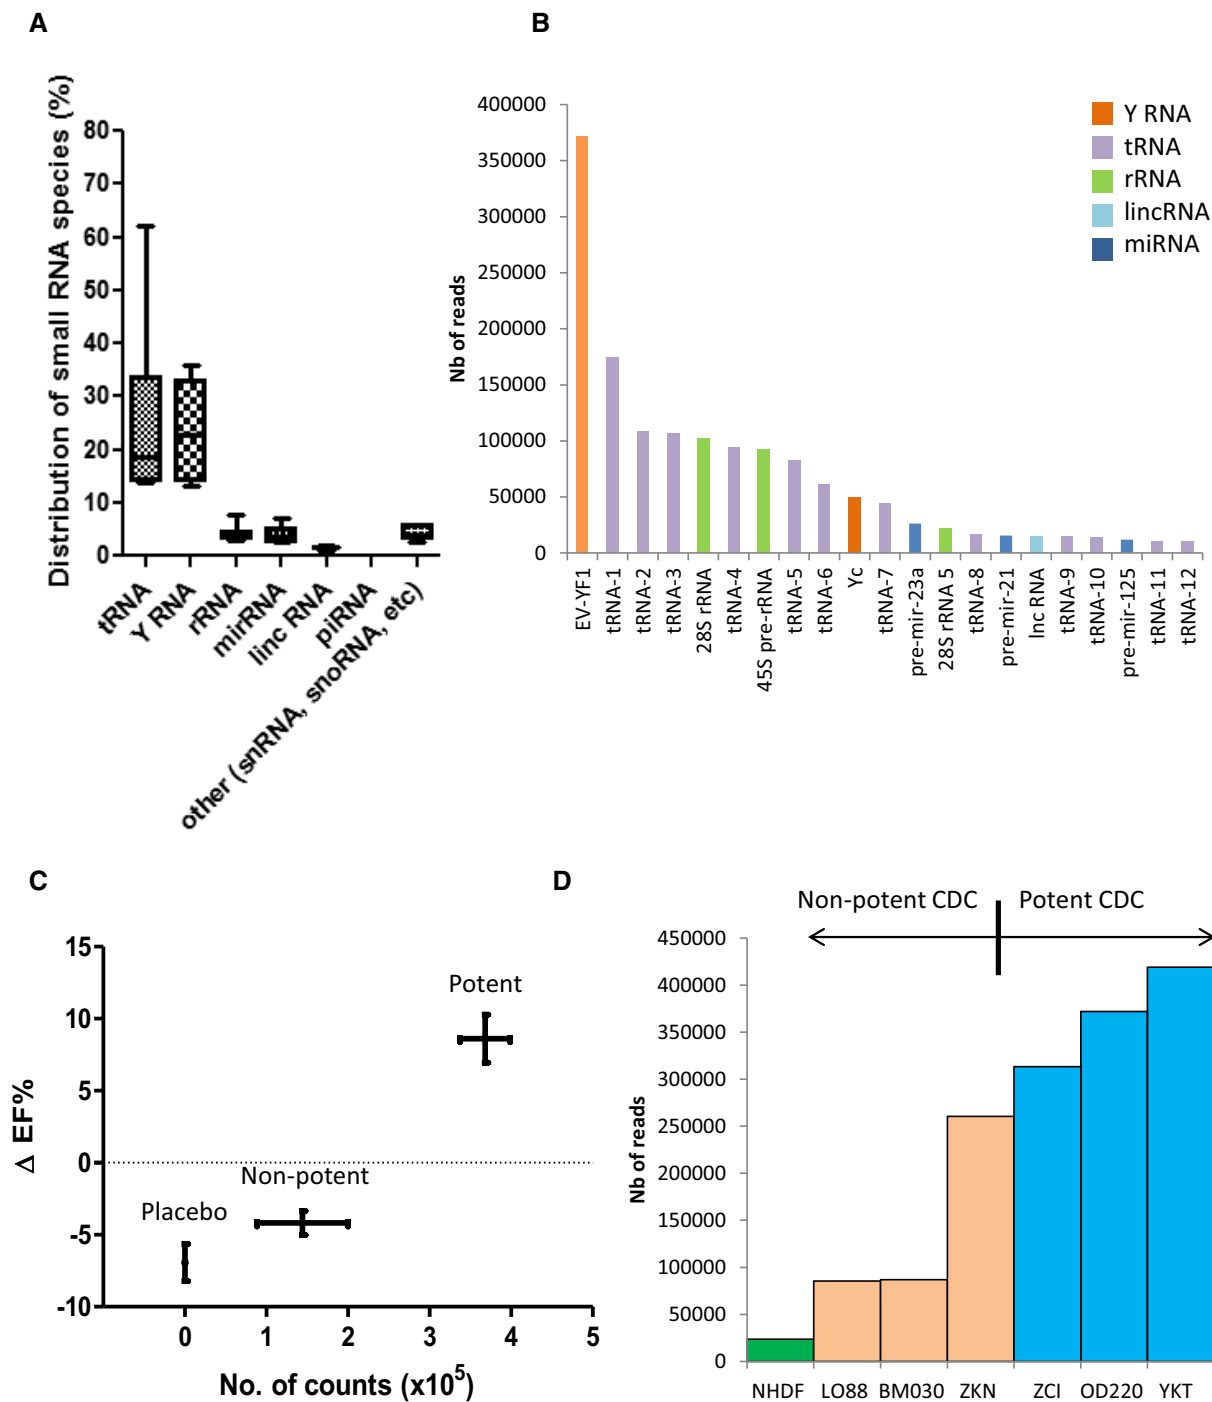 A
Distribution of small RNA species (%)
80
70
60
50
40
30
20
10
0
tRNA
Y RNA
rRNA
mirRNA
linc RNA
piRNA
other (snRNA, snoRNA, etc)
B
Nb of reads
400000
350000
300000
250000
200000
150000
100000
50000
0
Y RNA
tRNA
rRNA
lincRNA
miRNA
EV-YF1
tRNA-1
tRNA-2
tRNA-3
28S rRNA
tRNA-4
45S pre-rRNA
tRNA-5
tRNA-6
Yc
tRNA-7
pre-mir-23a
28S rRNA 5
tRNA-8
pre-mir-21
lnc RNA
tRNA-9
tRNA-10
pre-mir-125
tRNA-11
tRNA-12
C
Δ EF%
15
10
5
0
-5
-10
Potent
Non-potent
Placebo
0 1 2 3 4 5
No. of counts (x10⁵)
D
Non-potent CDC
Potent CDC
Nb of reads
450000
400000
350000
300000
250000
200000
150000
100000
50000
0
NHDF LO88 BM030 ZKN ZCI OD220 YKT